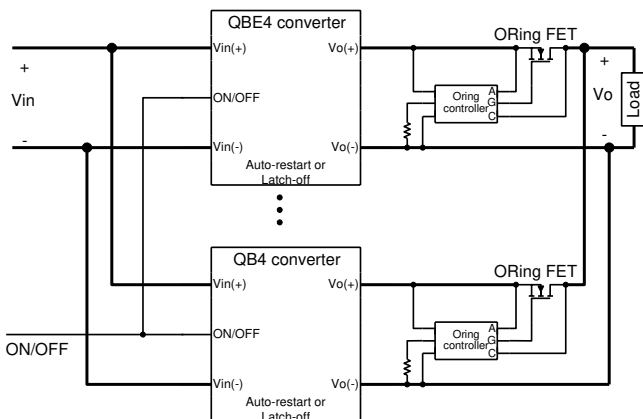 QBE4 converter
ORing FET
Vin(+)
Vo(+)
+
Vin
-
ON/OFF
A
G
C
Oring
controller
+
Vo
-
Load
Vin(-)
Vo(-)
Auto-restart or
Latch-off
QB4 converter
ORing FET
Vin(+)
Vo(+)
ON/OFF
ON/OFF
A
G
C
Oring
controller
Vin(-)
Vo(-)
Auto-restart or
Latch-off